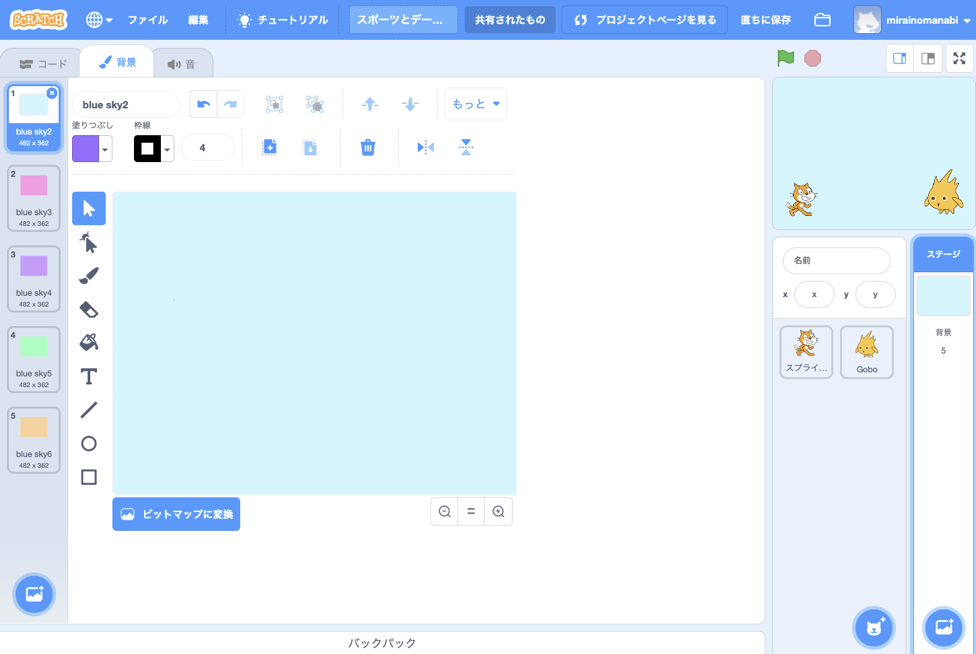 SCRATCH
ファイル
編集
チュートリアル
スポーツとデー...
共有されたもの
プロジェクトページを見る
直ちに保存
mirainomanabi
コード
背景
音
1
blue sky2
482 x 362
2
blue sky3
482 x 362
3
blue sky4
482 x 362
4
blue sky5
482 x 362
5
blue sky6
482 x 362
blue sky2
もっと
塗りつぶし
枠線
4
T
ビットマップに変換
バックパック
名前
x
x
y
y
スプライ...
Gobo
ステージ
背景
5